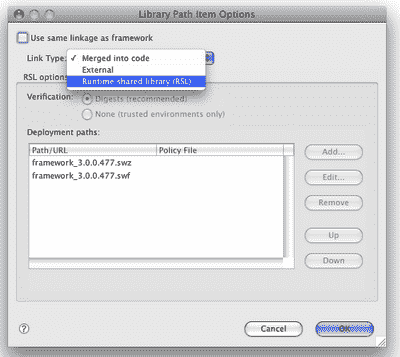 Library Path Item Options
Use same linkage as framework
Link Type: ✓ Merged into code
External
Runtime shared library (RSL)
RSL options
Verification: Digests (recommended)
None (trusted environments only)
Deployment paths:
Path/URL Policy File
framework_3.0.0.477.swz
framework_3.0.0.477.swf
Add...
Edit...
Remove
Up
Down
? Cancel OK